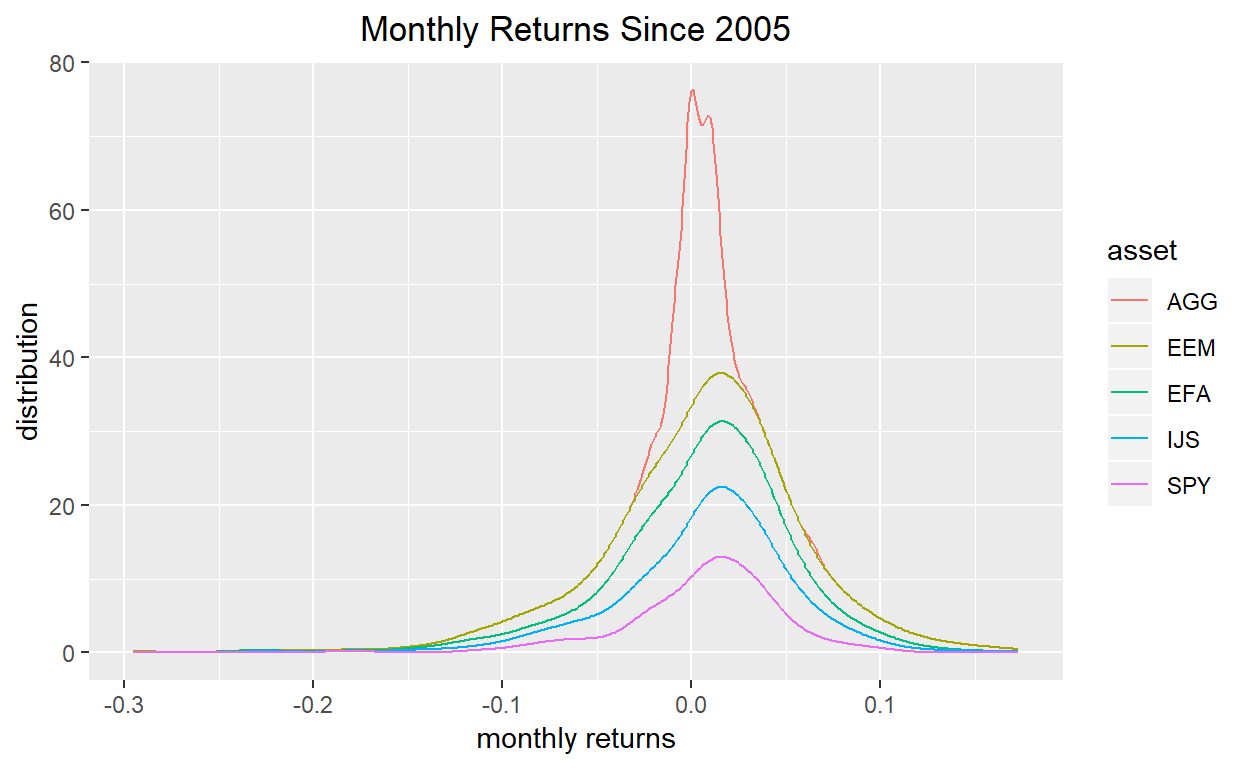 Monthly Returns Since 2005
80
60
40
20
0
distribution
-0.3
-0.2
-0.1
0.0
0.1
monthly returns
asset
AGG
EEM
EFA
IJS
SPY